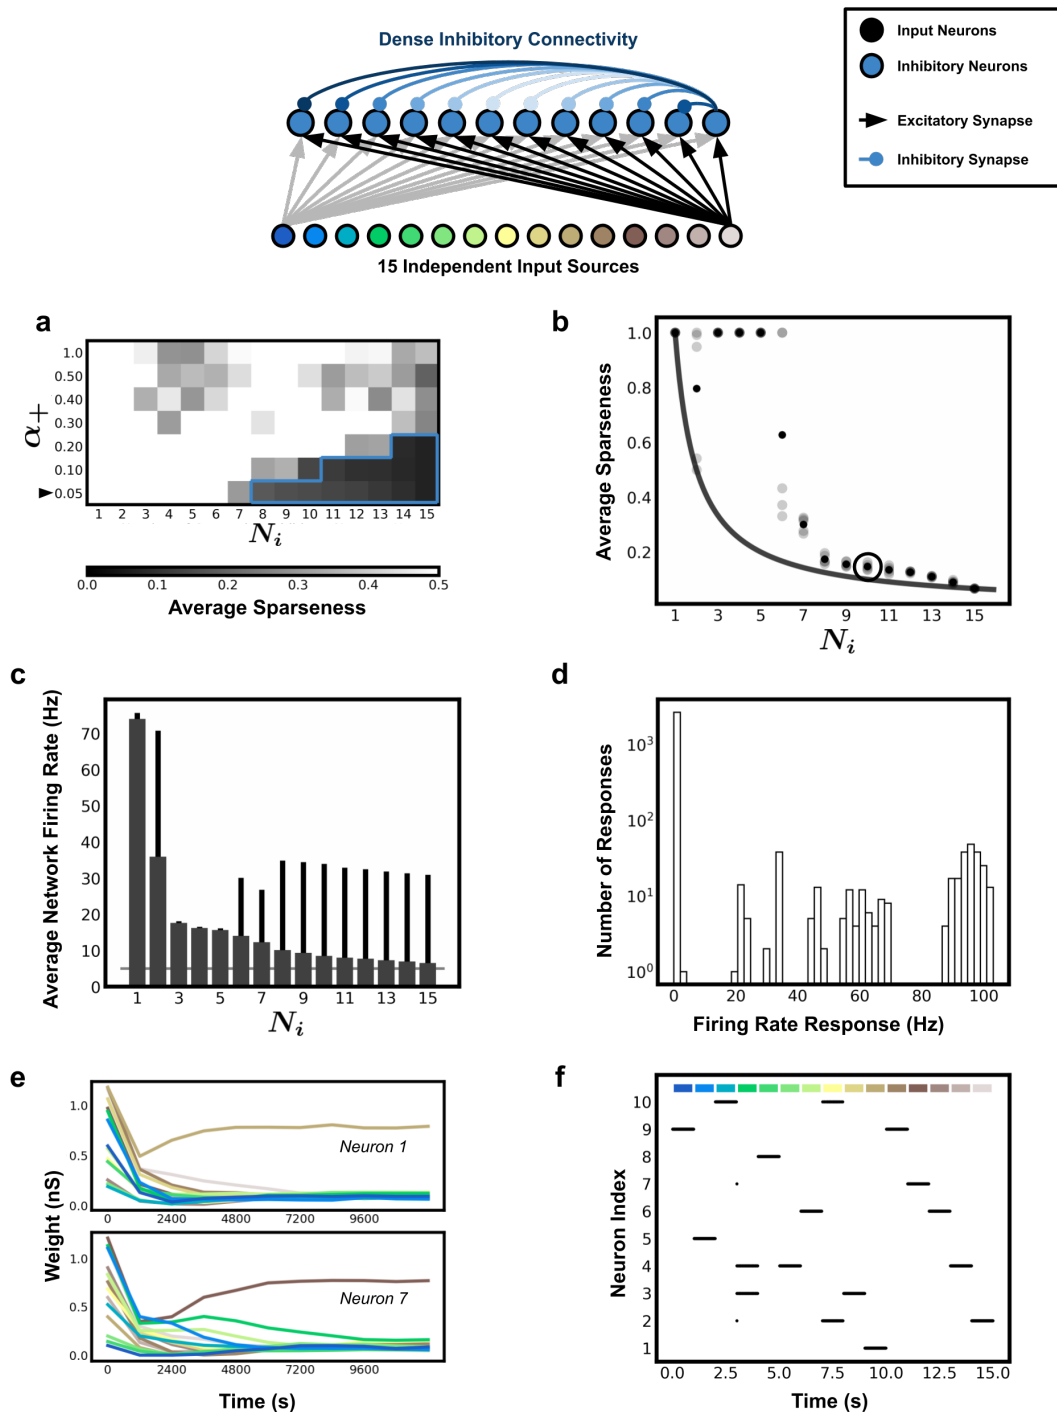 Dense Inhibitory Connectivity
Input Neurons
Inhibitory Neurons
Excitatory Synapse
Inhibitory Synapse
15 Independent Input Sources
a
α+
1.0
0.50
0.40
0.30
0.20
0.10
0.05
1 2 3 4 5 6 7 8 9 10 11 12 13 14 15
Ni
0.0 0.1 0.2 0.3 0.4 0.5
Average Sparseness
b
Average Sparseness
1.0
0.8
0.6
0.4
0.2
1 3 5 7 9 11 13 15
Ni
c
Average Network Firing Rate (Hz)
70
60
50
40
30
20
10
0
1 3 5 7 9 11 13 15
Ni
d
Number of Responses
10^3
10^2
10^1
10^0
0 20 40 60 80 100
Firing Rate Response (Hz)
e
Weight (nS)
1.0
0.5
0.0
Neuron 1
0 2400 4800 7200 9600
1.0
0.5
0.0
Neuron 7
0 2400 4800 7200 9600
Time (s)
f
Neuron Index
10
9
8
7
6
5
4
3
2
1
0.0 2.5 5.0 7.5 10.0 12.5 15.0
Time (s)